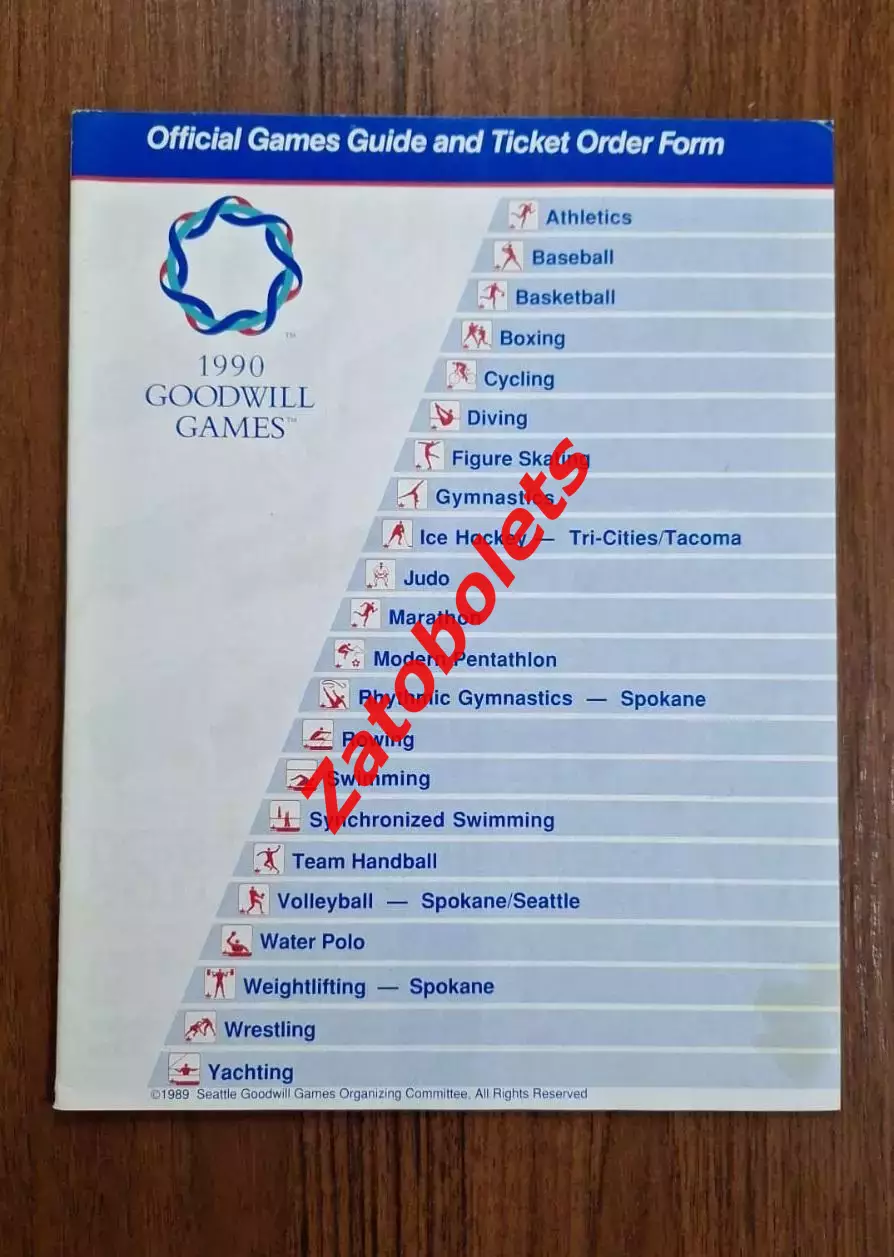 Official Games Guide and Ticket Order Form
1990
GOODWILL
GAMES™
Athletics
Baseball
Basketball
Boxing
Cycling
Diving
Figure Skating
Gymnastics
Ice Hockey — Tri-Cities/Tacoma
Judo
Marathon
Modern Pentathlon
Rhythmic Gymnastics — Spokane
Rowing
Swimming
Synchronized Swimming
Team Handball
Volleyball — Spokane/Seattle
Water Polo
Weightlifting — Spokane
Wrestling
Yachting
©1989 Seattle Goodwill Games Organizing Committee, All Rights Reserved
Zatobolets